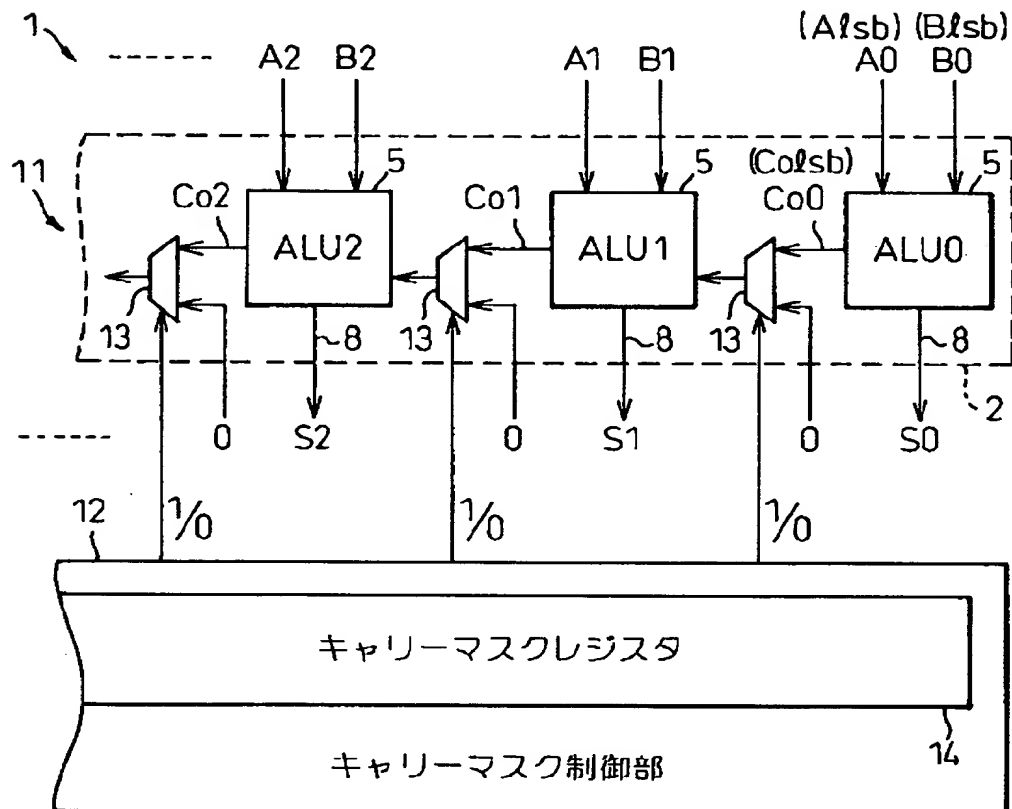 1
(Alsb) (Blsb)
A2 B2 A1 B1 A0 B0
11
5 5 (Colsb) 5
Co2 Co1 Co0
ALU2 ALU1 ALU0
13 8 13 8 13 8
2
0 S2 0 S1 0 S0
12 1/0 1/0 1/0
キャリーマスクレジスタ
14
キャリーマスク制御部